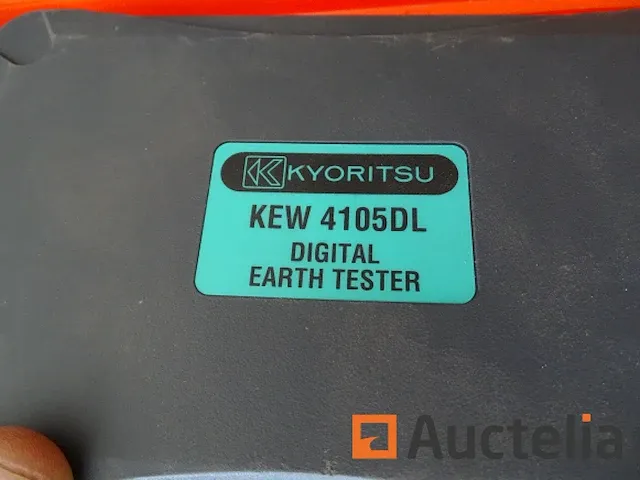 KYORITSU
KEW 4105DL
DIGITAL
EARTH TESTER
Auctelia